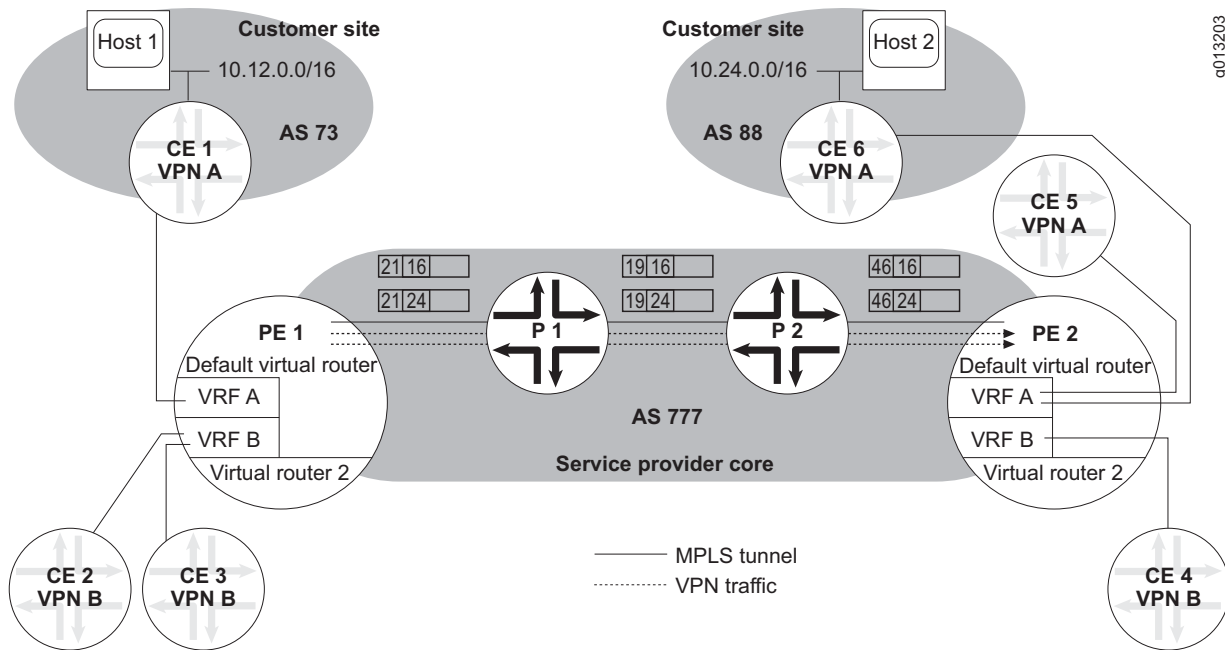 Host 1
Customer site
10.12.0.0/16
AS 73
CE 1
VPN A
Customer site
Host 2
10.24.0.0/16
AS 88
CE 6
VPN A
g013203
CE 5
VPN A
21 16
19 16
46 16
21 24
19 24
46 24
PE 1
P 1
P 2
PE 2
Default virtual router
Default virtual router
VRF A
VRF A
AS 777
VRF B
VRF B
Service provider core
Virtual router 2
Virtual router 2
MPLS tunnel
VPN traffic
CE 2
VPN B
CE 3
VPN B
CE 4
VPN B